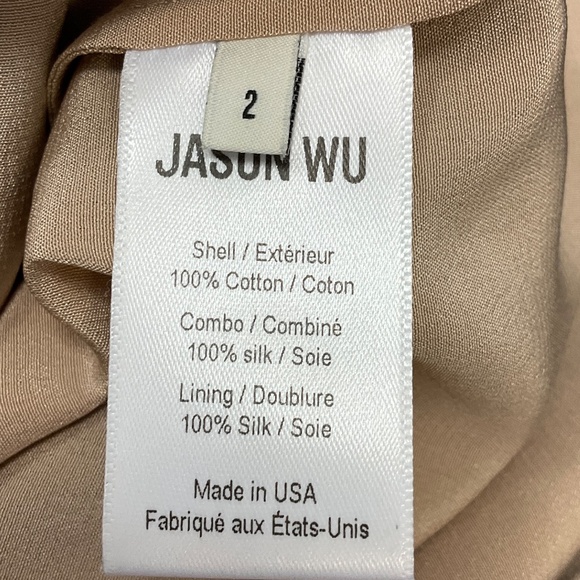 2
JASON WU
Shell / Extérieur
100% Cotton / Coton
Combo / Combiné
100% silk / Soie
Lining / Doublure
100% Silk / Soie
Made in USA
Fabriqué aux États-Unis